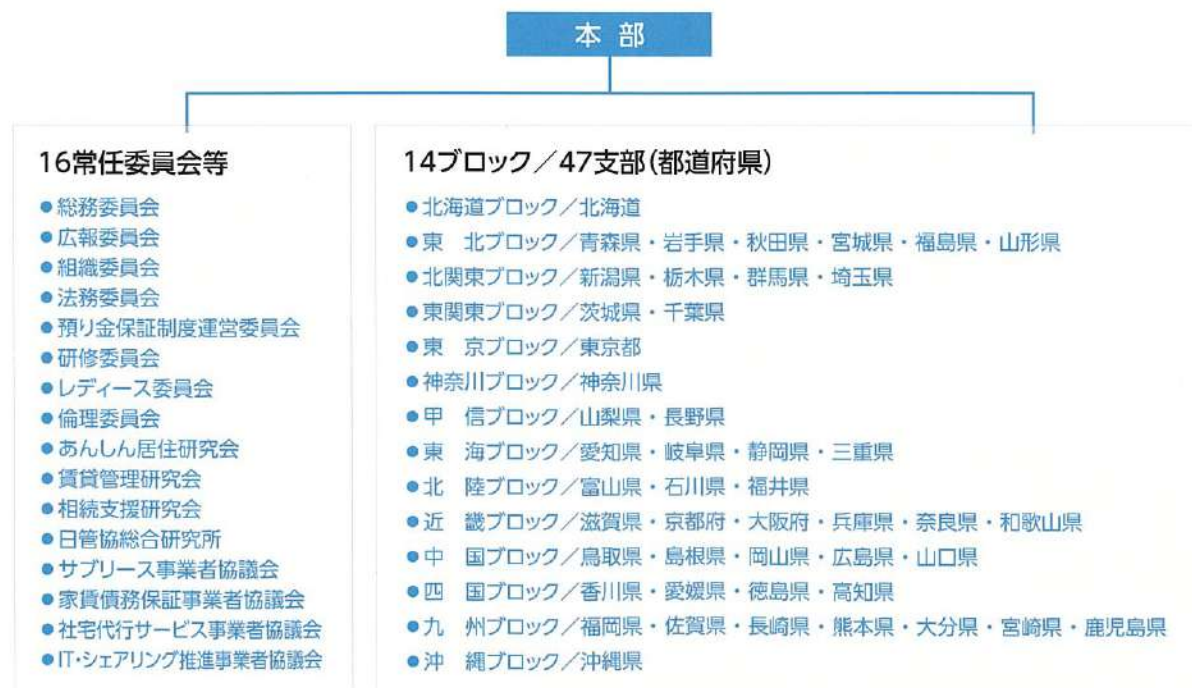 本 部
16常任委員会等
●総務委員会
●広報委員会
●組織委員会
●法務委員会
●預り金保証制度運営委員会
●研修委員会
●レディース委員会
●倫理委員会
●あんしん居住研究会
●賃貸管理研究会
●相続支援研究会
●日管協総合研究所
●サブリース事業者協議会
●家賃債務保証事業者協議会
●社宅代行サービス事業者協議会
●IT・シェアリング推進事業者協議会
14ブロック／47支部（都道府県）
●北海道ブロック／北海道
●東　北ブロック／青森県・岩手県・秋田県・宮城県・福島県・山形県
●北関東ブロック／新潟県・栃木県・群馬県・埼玉県
●東関東ブロック／茨城県・千葉県
●東　京ブロック／東京都
●神奈川ブロック／神奈川県
●甲　信ブロック／山梨県・長野県
●東　海ブロック／愛知県・岐阜県・静岡県・三重県
●北　陸ブロック／富山県・石川県・福井県
●近　畿ブロック／滋賀県・京都府・大阪府・兵庫県・奈良県・和歌山県
●中　国ブロック／鳥取県・島根県・岡山県・広島県・山口県
●四　国ブロック／香川県・愛媛県・徳島県・高知県
●九　州ブロック／福岡県・佐賀県・長崎県・熊本県・大分県・宮崎県・鹿児島県
●沖　縄ブロック／沖縄県